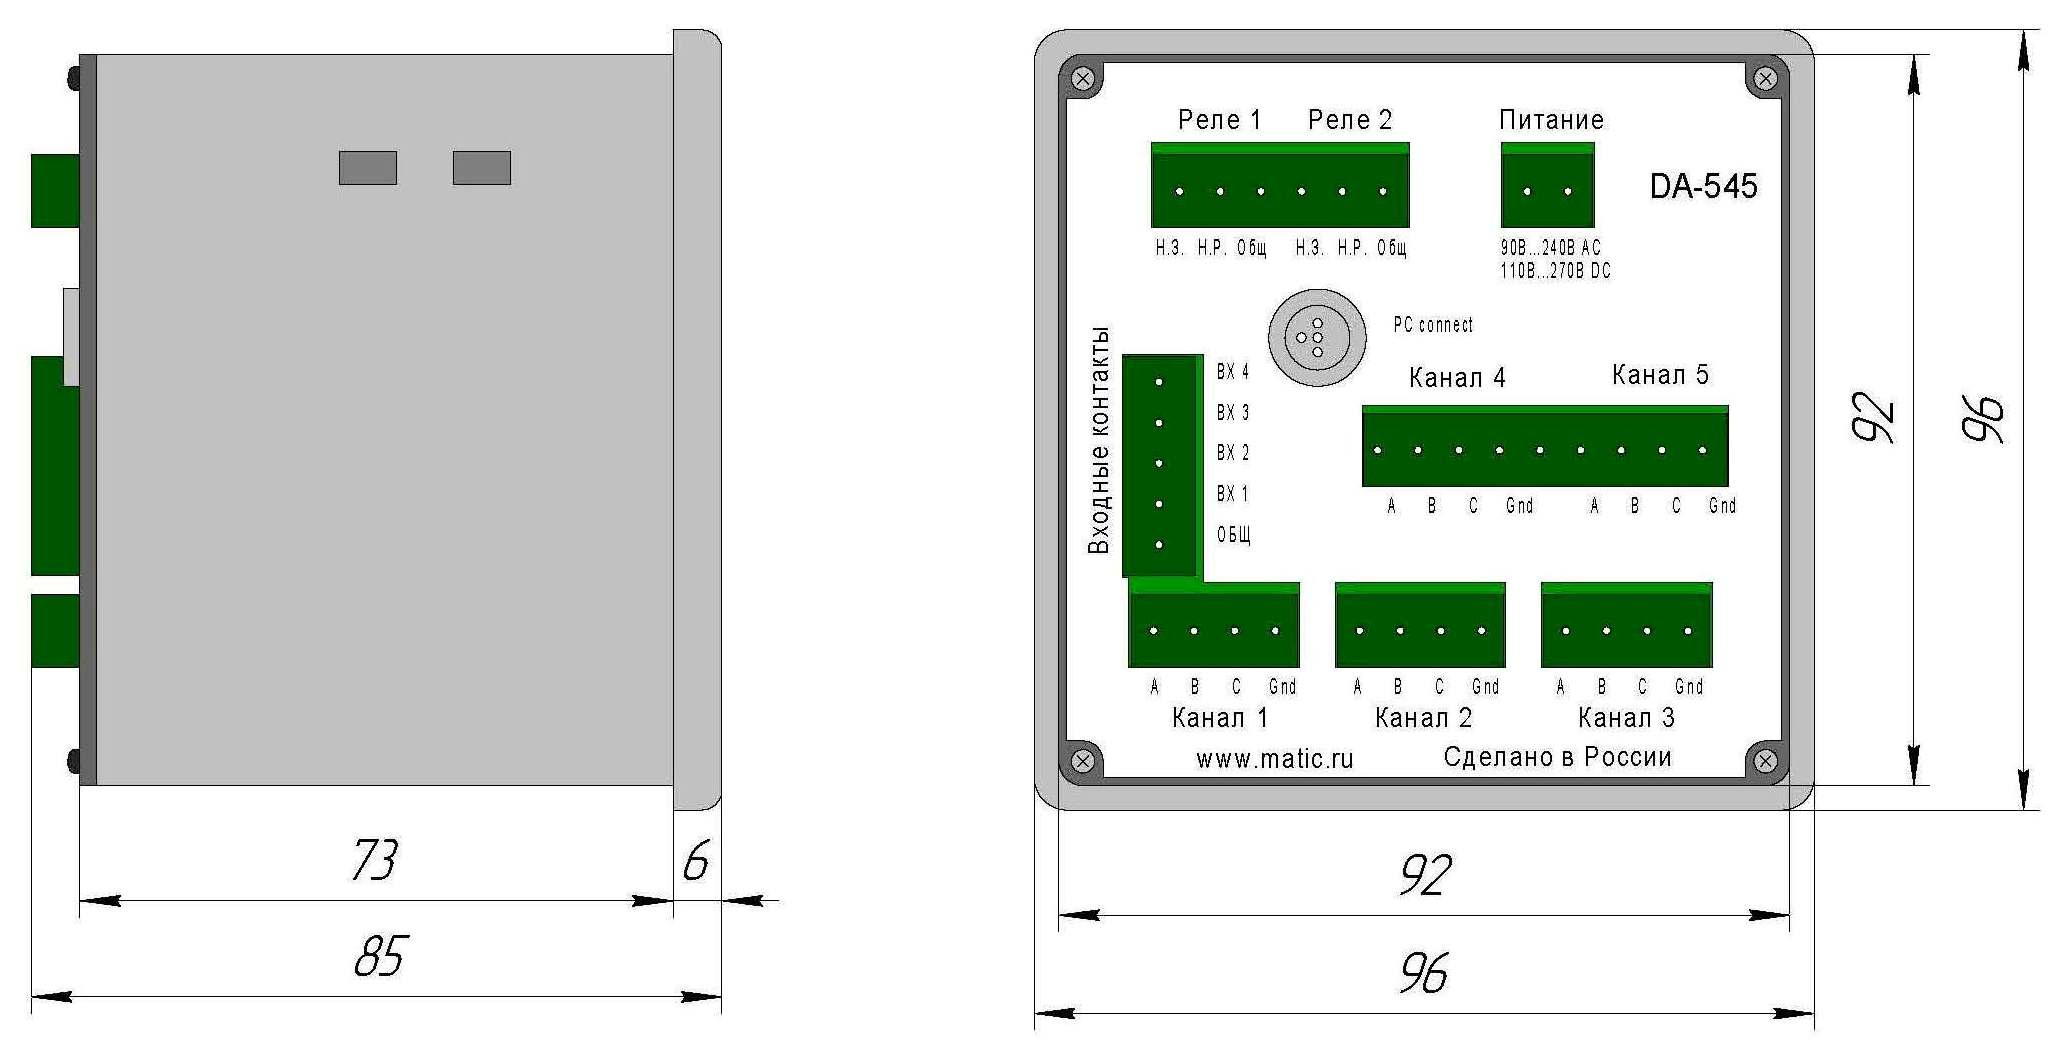 Реле 1 Реле 2 Питание
DA-545
Н.З. Н.Р. Общ Н.З. Н.Р. Общ
90В...240В AC
110В...270В DC
PC connect
Входные контакты
ВХ 4
ВХ 3
ВХ 2
ВХ 1
ОБЩ
Канал 4 Канал 5
A B C Gnd A B C Gnd
A B C Gnd A B C Gnd A B C Gnd
Канал 1 Канал 2 Канал 3
www.matic.ru Сделано в России
92
96
73
6
85
92
96